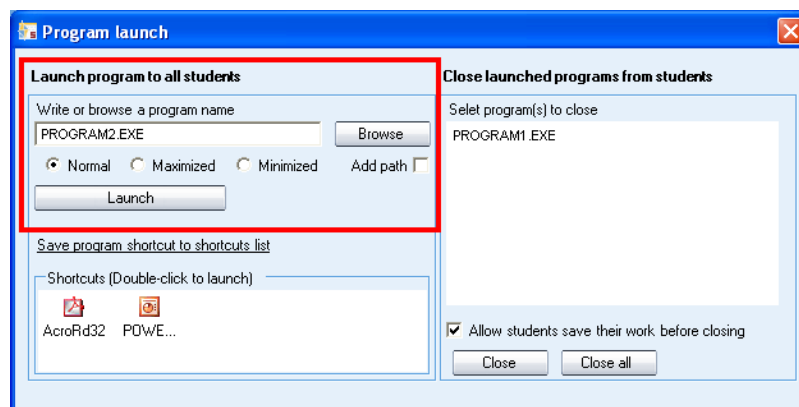 Program launch
Launch program to all students
Write or browse a program name
PROGRAM2.EXE
Browse
Normal Maximized Minimized Add path
Launch
Save program shortcut to shortcuts list
Shortcuts (Double-click to launch)
AcroRd32 POWE...
Close launched programs from students
Selet program(s) to close
PROGRAM1.EXE
Allow students save their work before closing
Close Close all